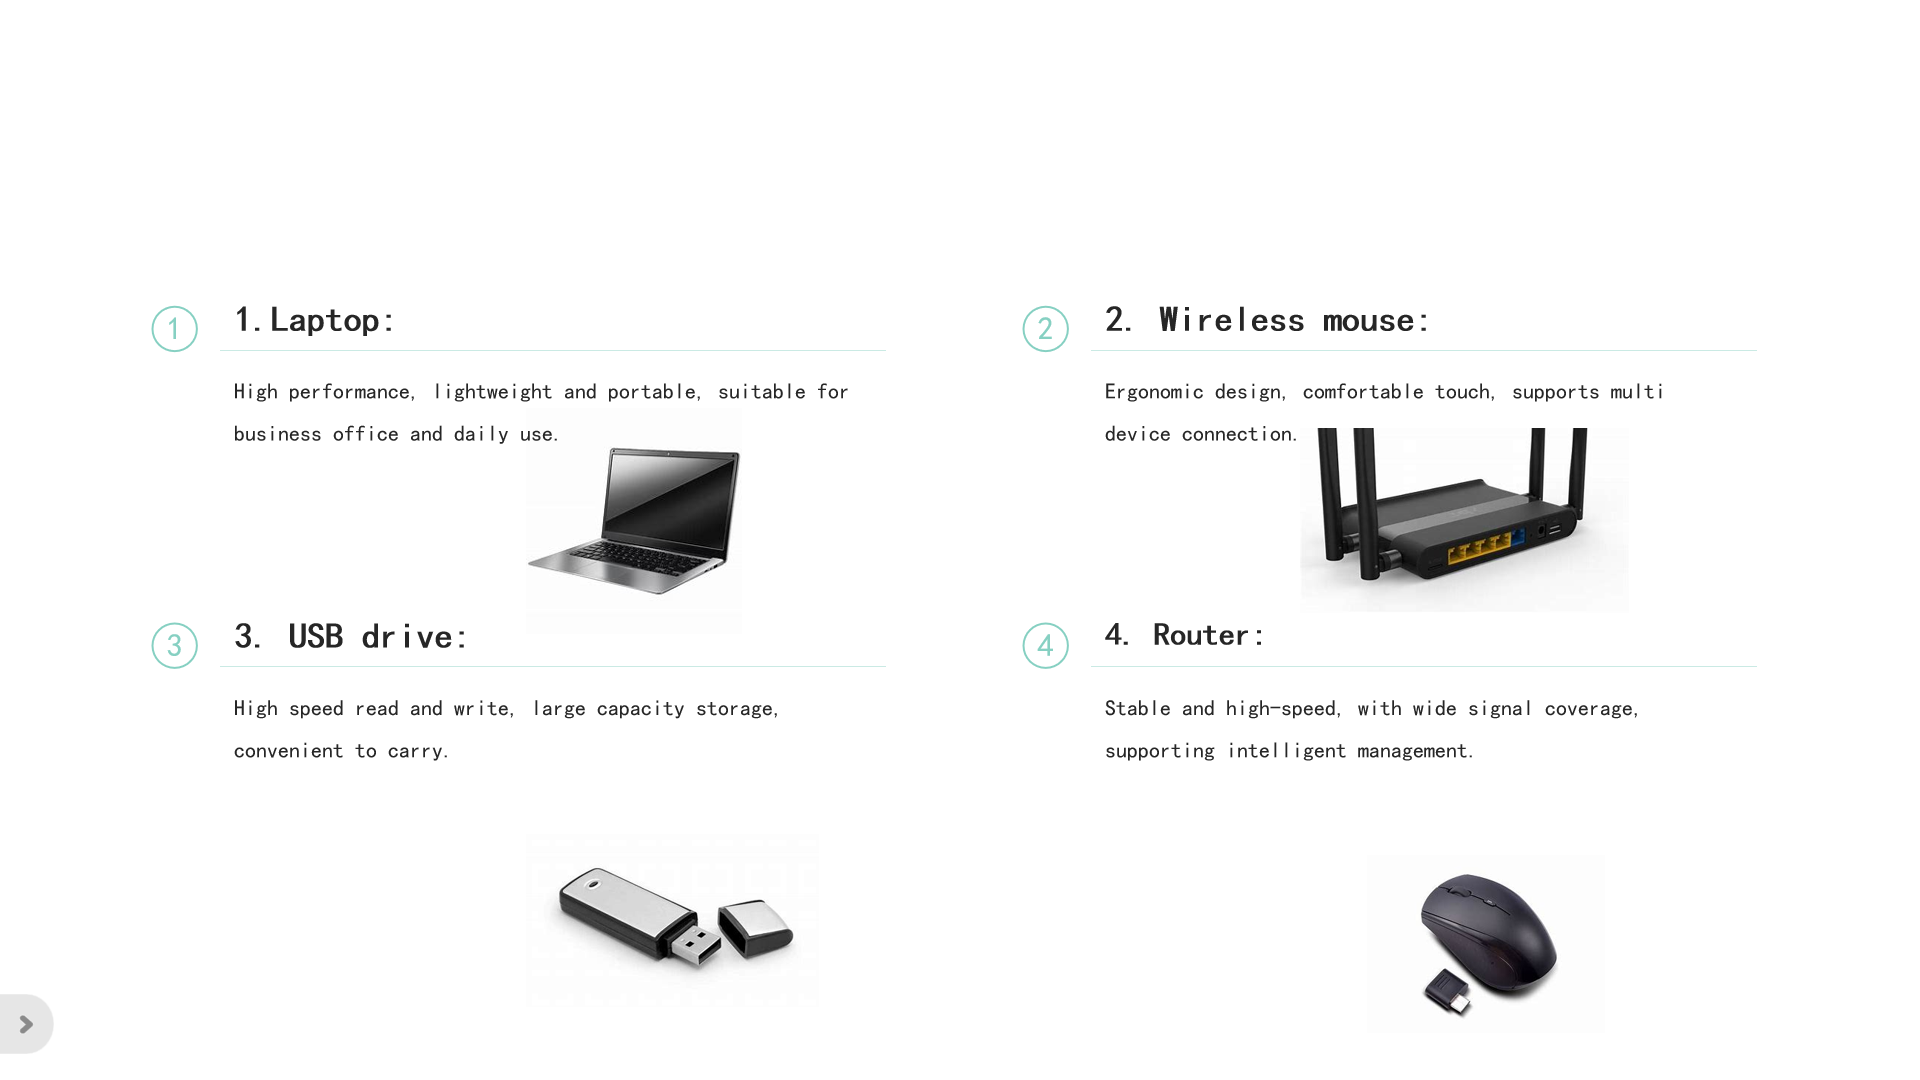 1
1.Laptop:
High performance, lightweight and portable, suitable for
business office and daily use.
2
2. Wireless mouse:
Ergonomic design, comfortable touch, supports multi
device connection.
3
3. USB drive:
High speed read and write, large capacity storage,
convenient to carry.
4
4. Router:
Stable and high-speed, with wide signal coverage,
supporting intelligent management.